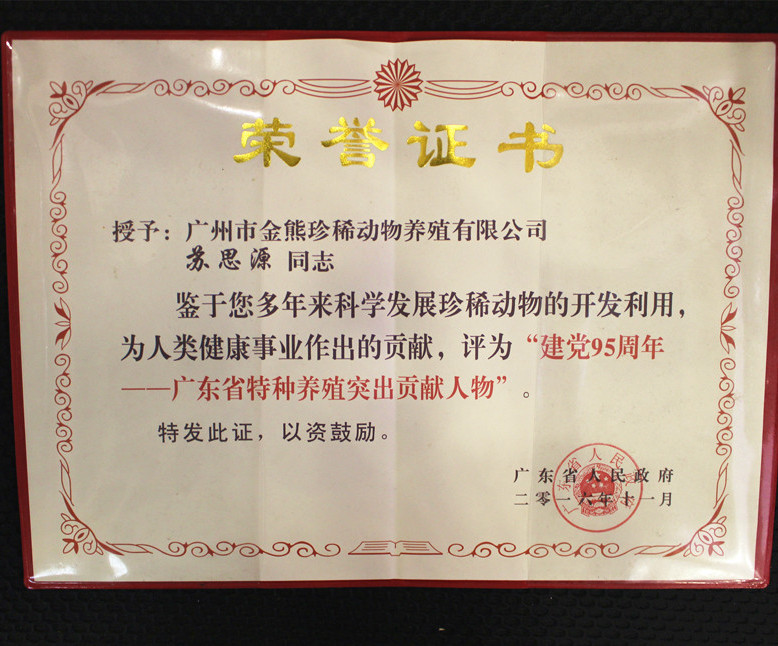 荣誉证书
授予：广州市金熊珍稀动物养殖有限公司
苏思源 同志
鉴于您多年来科学发展珍稀动物的开发利用，
为人类健康事业作出的贡献，评为“建党95周年
——广东省特种养殖突出贡献人物”。
特发此证，以资鼓励。
广东省人民政府
二零一六年十一月